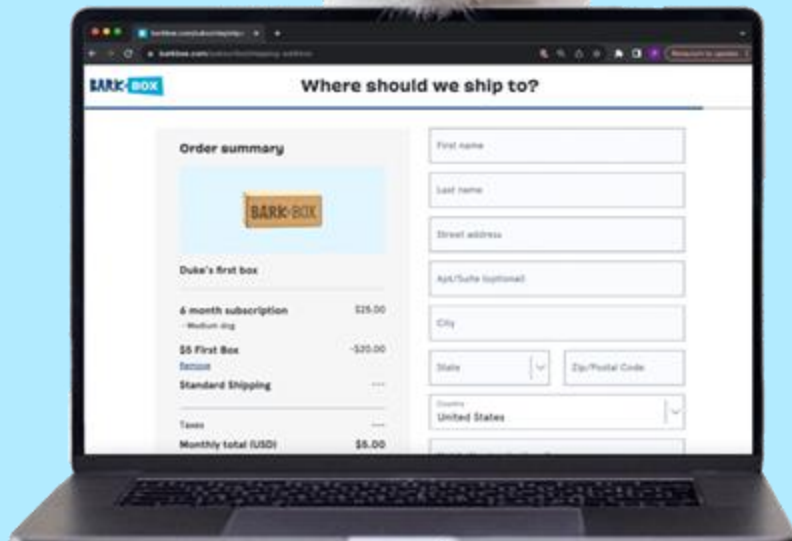 BARK BOX
Where should we ship to?
Order summary
BARK BOX
Duke's first box
6 month subscription $25.00
- Medium dog
$5 First Box -$20.00
Remove
Standard Shipping ---
Taxes ---
Monthly total (USD) $5.00
First name
Last name
Street address
Apt/Suite (optional)
City
State
Zip/Postal Code
Country
United States